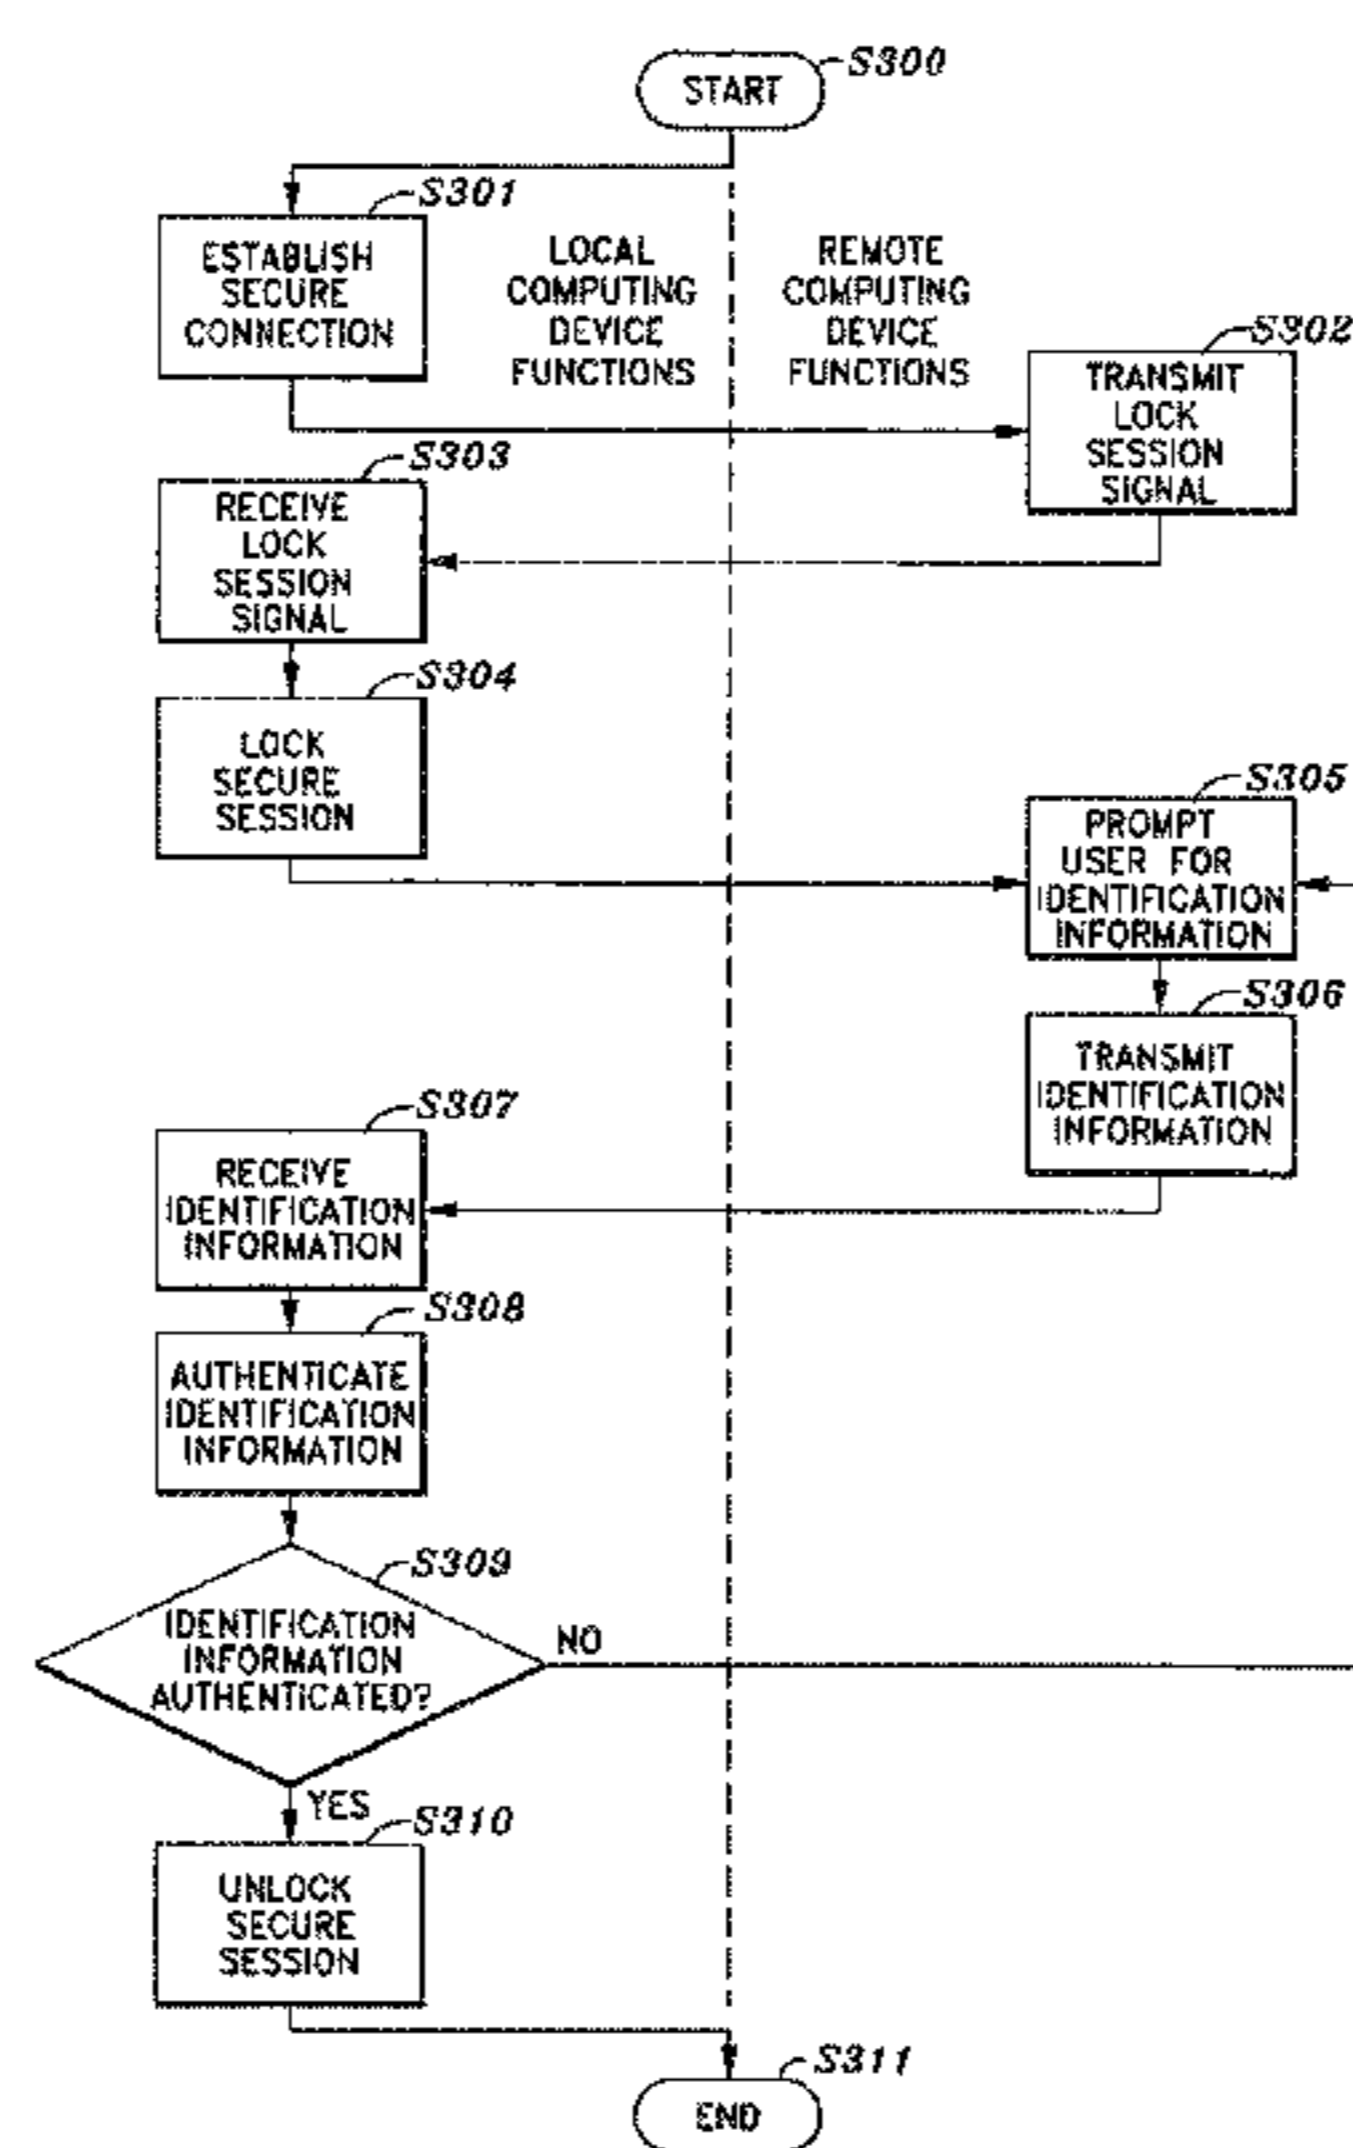 START
S300
S301
ESTABLISH
SECURE
CONNECTION
LOCAL
COMPUTING
DEVICE
FUNCTIONS
REMOTE
COMPUTING
DEVICE
FUNCTIONS
S302
TRANSMIT
LOCK
SESSION
SIGNAL
S303
RECEIVE
LOCK
SESSION
SIGNAL
S304
LOCK
SECURE
SESSION
S305
PROMPT
USER FOR
IDENTIFICATION
INFORMATION
S306
TRANSMIT
IDENTIFICATION
INFORMATION
S307
RECEIVE
IDENTIFICATION
INFORMATION
S308
AUTHENTICATE
IDENTIFICATION
INFORMATION
S309
IDENTIFICATION
INFORMATION
AUTHENTICATED?
NO
YES
S310
UNLOCK
SECURE
SESSION
S311
END